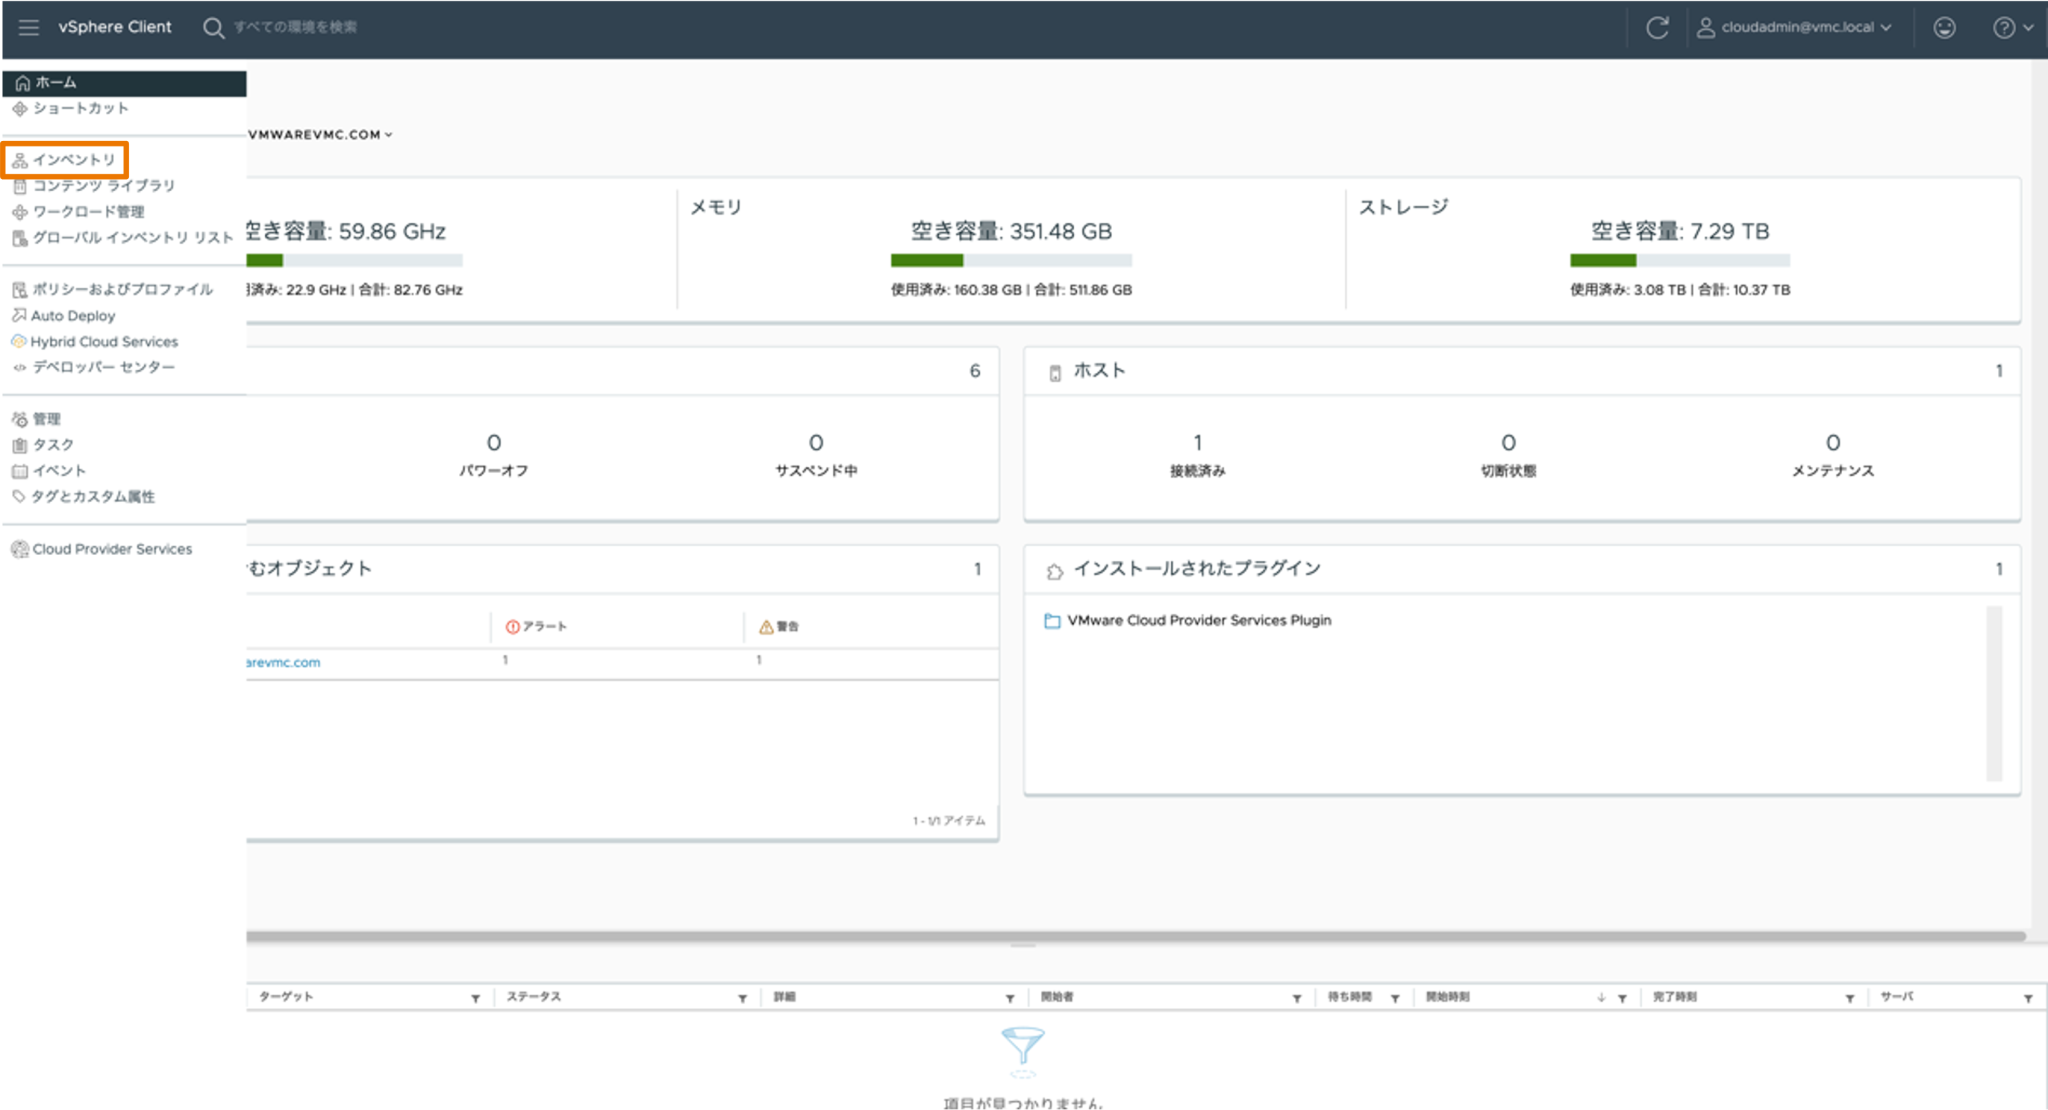 vSphere Client
すべての環境を検索
cloudadmin@vmc.local
ホーム
ショートカット
インベントリ
コンテンツ ライブラリ
ワークロード管理
グローバル インベントリ リスト
ポリシーおよびプロファイル
Auto Deploy
Hybrid Cloud Services
デベロッパー センター
管理
タスク
イベント
タグとカスタム属性
Cloud Provider Services
VMWAREVMC.COM
空き容量: 59.86 GHz
済み: 22.9 GHz | 合計: 82.76 GHz
メモリ
空き容量: 351.48 GB
使用済み: 160.38 GB | 合計: 511.86 GB
ストレージ
空き容量: 7.29 TB
使用済み: 3.08 TB | 合計: 10.37 TB
6
0
パワーオフ
0
サスペンド中
ホスト
1
1
接続済み
0
切断状態
0
メンテナンス
むオブジェクト
1
アラート
警告
arevmc.com
1
1
1 - 1/1 アイテム
インストールされたプラグイン
1
VMware Cloud Provider Services Plugin
ターゲット
ステータス
詳細
開始者
待ち時間
開始時刻
完了時刻
サーバ
項目が見つかりません